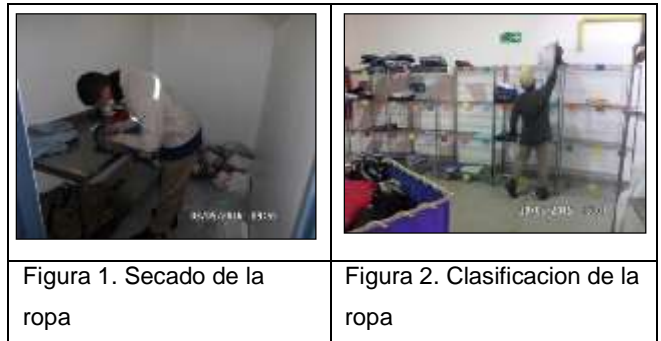 Figura 1. Secado de la
ropa
Figura 2. Clasificacion de la
ropa